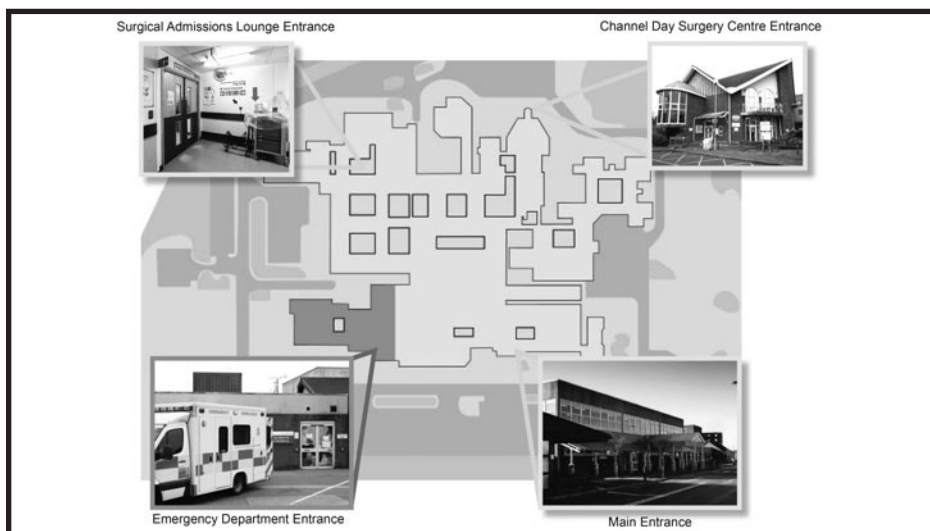 Surgical Admissions Lounge Entrance
Channel Day Surgery Centre Entrance
Emergency Department Entrance
Main Entrance